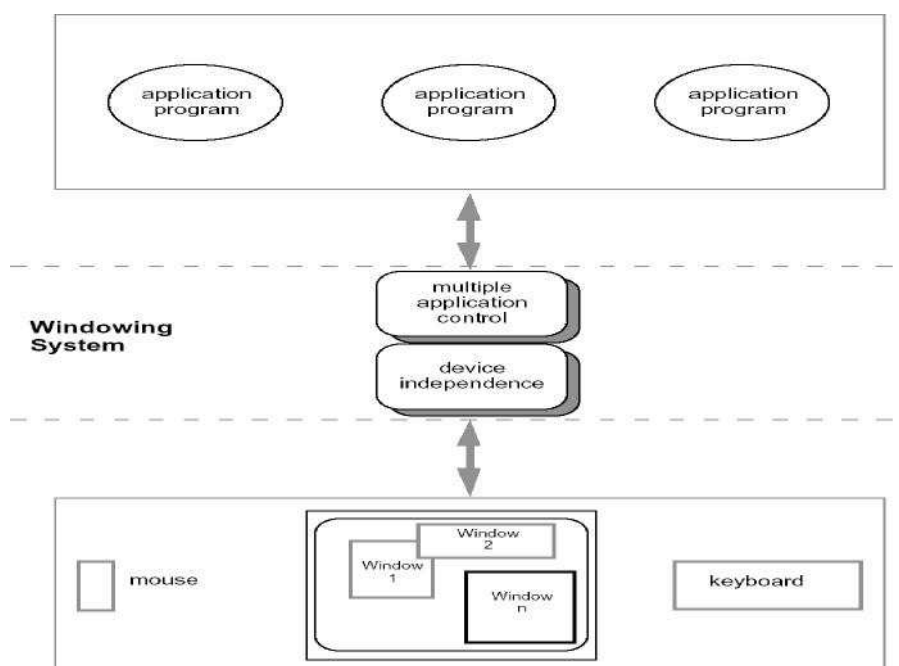 application
program
application
program
application
program
multiple
application
control
Windowing
System
device
independence
mouse
Window
1
Window
2
Window
n
keyboard